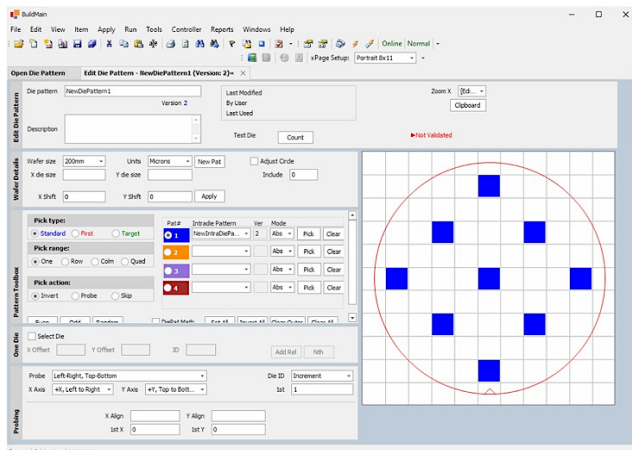 BuildMain
File Edit View Item Apply Run Tools Controller Reports Windows Help
Online Normal
xPage Setup: Portrait 8x11
Open Die Pattern Edit Die Pattern - NewDiePattern1 (Version: 2)* ×
Edit Die Pattern
Die pattern NewDiePattern1
Version 2
Description
Last Modified
By User
Last Used
Test Die Count
Zoom X [Edi...
Clipboard
Not Validated
Wafer Details
Wafer size 200mm Units Microns New Pat Adjust Circle
X die size Y die size Include 0
X Shft 0 Y Shft 0 Apply
Pattern Toolbox
Pick type:
Standard First Target
Pick range:
One Row Colm Quad
Pick action:
Invert Probe Skip
Pat# Intradie Pattern Ver Mode
1 NewIntraDiePa... 2 Abs Pick Clear
2 Abs Pick Clear
3 Abs Pick Clear
4 Abs Pick Clear
Even Odd Random DiePat Math Set All Invert All Clear Outer Clear All
One Die
Select Die
X Offset Y Offset ID Add Rel Nth
Probing
Probe Left-Right, Top-Bottom Die ID Increment
X Axis +X, Left to Right Y Axis +Y, Top to Bott... 1st 1
X Align Y Align
1st X 0 1st Y 0